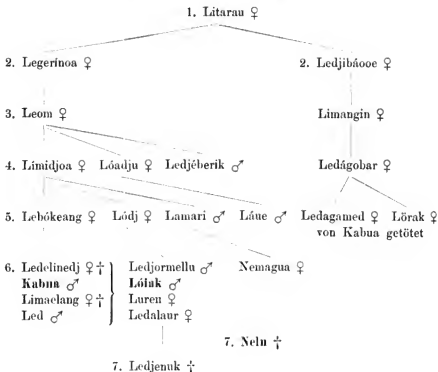 1. Litarau ♀
2. Legerínoa ♀ 2. Ledjibáooe ♀
3. Leom ♀ Limangin ♀
4. Limidjoa ♀ Lóadju ♀ Ledjéberik ♂ Ledágobar ♀
5. Lebókeang ♀ Lódj ♀ Lamari ♂ Láue ♂ Ledagamed ♀ Lörak ♀
von Kabua getötet
6. Ledelinedj ♀ † Ledjormellu ♂ Nemagua ♀
Kabua ♂ Lóiak ♂
Limaelang ♀ † Luren ♀
Led ♂ Ledalaur ♀
7. Nelu †
7. Ledjenuk †